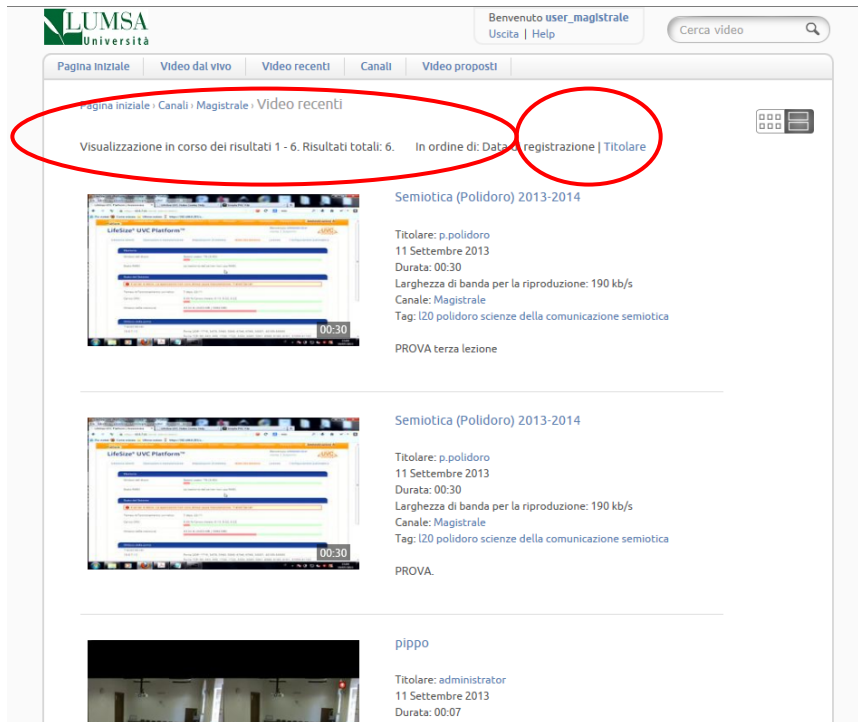 LUMSA
Università
Benvenuto user_magistrale
Uscita | Help
Cerca video
Pagina iniziale Video dal vivo Video recenti Canali Video proposti
Pagina iniziale › Canali › Magistrale › Video recenti
Visualizzazione in corso dei risultati 1 - 6. Risultati totali: 6. In ordine di: Data di registrazione | Titolare
Semiotica (Polidoro) 2013-2014
Titolare: p.polidoro
11 Settembre 2013
Durata: 00:30
Larghezza di banda per la riproduzione: 190 kb/s
Canale: Magistrale
Tag: l20 polidoro scienze della comunicazione semiotica
PROVA terza lezione
LifeSize® UVC Platform™
00:30
Semiotica (Polidoro) 2013-2014
Titolare: p.polidoro
11 Settembre 2013
Durata: 00:30
Larghezza di banda per la riproduzione: 190 kb/s
Canale: Magistrale
Tag: l20 polidoro scienze della comunicazione semiotica
PROVA.
LifeSize® UVC Platform™
00:30
pippo
Titolare: administrator
11 Settembre 2013
Durata: 00:07